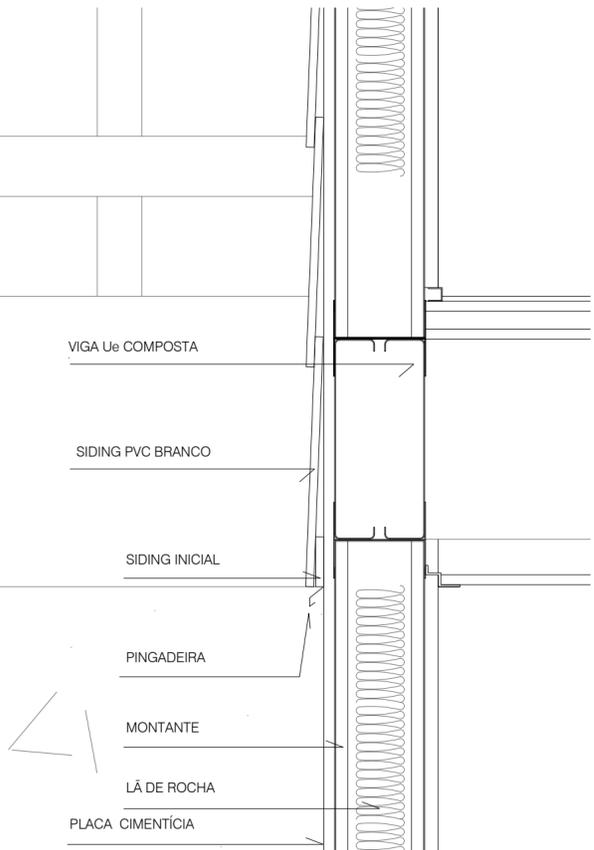 VIGA Ue COMPOSTA
SIDING PVC BRANCO
SIDING INICIAL
PINGADEIRA
MONTANTE
LÃ DE ROCHA
PLACA CIMENTÍCIA